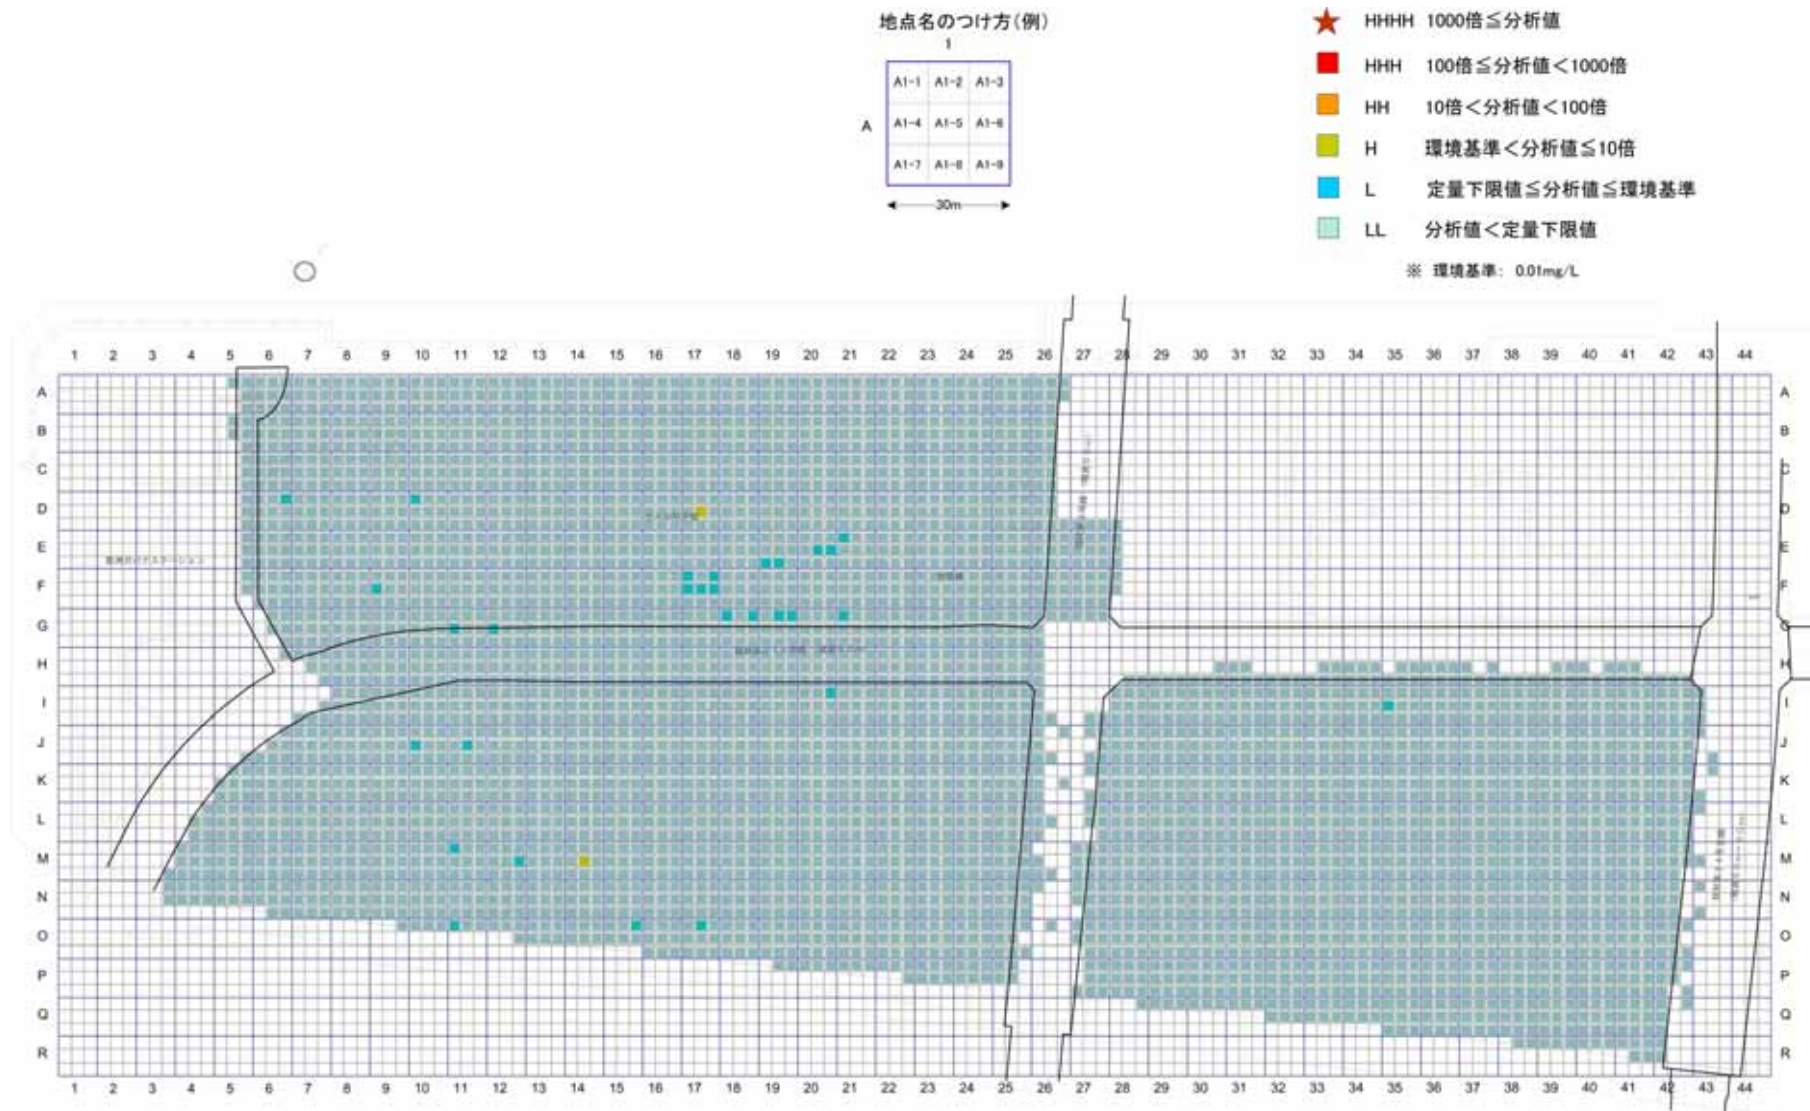 地点名のつけ方(例)
1
A1-1 A1-2 A1-3
A
A1-4 A1-5 A1-6
A1-7 A1-8 A1-9
30m
HHHH 1000倍≦分析値
HHH 100倍≦分析値<1000倍
HH 10倍<分析値<100倍
H 環境基準<分析値≦10倍
L 定量下限値≦分析値≦環境基準
LL 分析値<定量下限値
※ 環境基準: 0.01mg/L
1 2 3 4 5 6 7 8 9 10 11 12 13 14 15 16 17 18 19 20 21 22 23 24 25 26 27 28 29 30 31 32 33 34 35 36 37 38 39 40 41 42 43 44
A A
B B
C C
D D
E E
F F
G G
H H
I I
J J
K K
L L
M M
N N
O O
P P
Q Q
R R
1 2 3 4 5 6 7 8 9 10 11 12 13 14 15 16 17 18 19 20 21 22 23 24 25 26 27 28 29 30 31 32 33 34 35 36 37 38 39 40 41 42 43 44